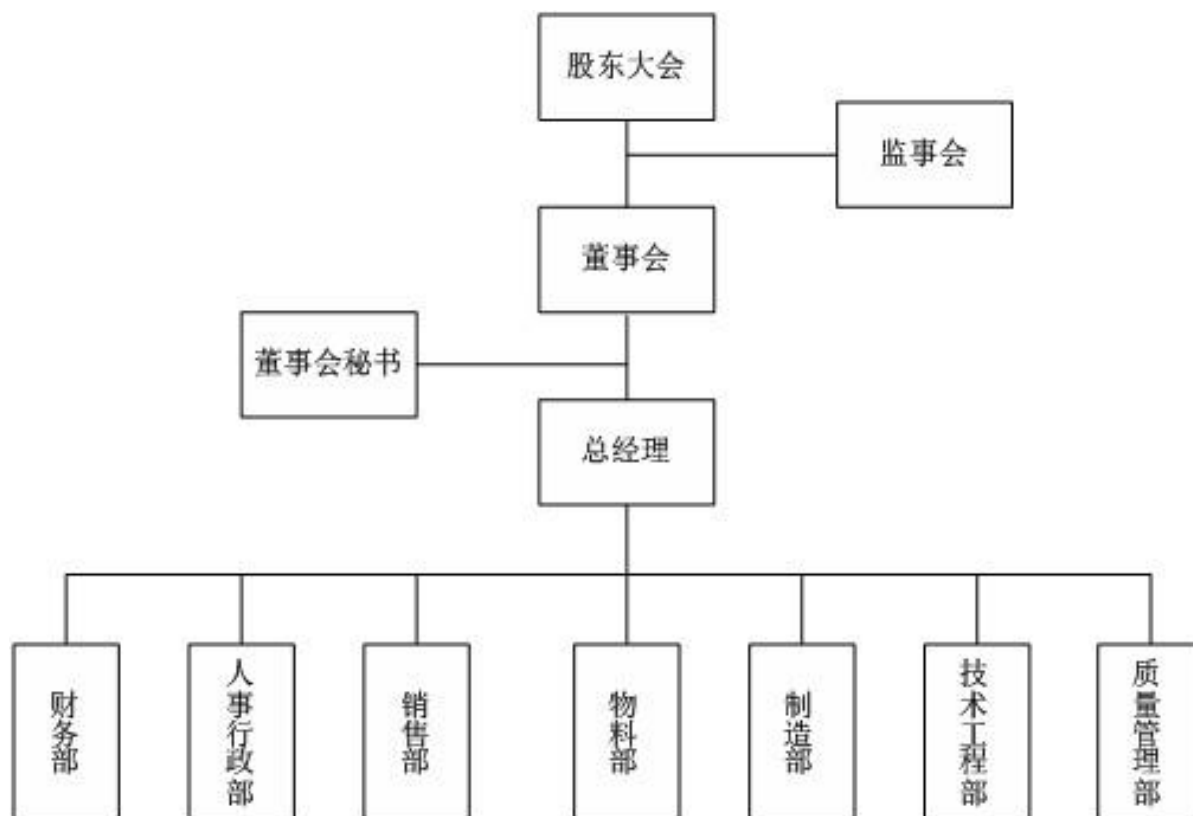 股东大会
监事会
董事会
董事会秘书
总经理
财务部
人事行政部
销售部
物料部
制造部
技术工程部
质量管理部